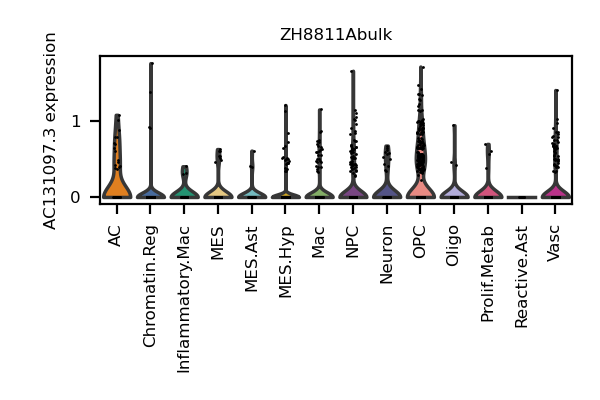 ZH8811Abulk
AC131097.3 expression
1
0
AC
Chromatin.Reg
Inflammatory.Mac
MES
MES.Ast
MES.Hyp
Mac
NPC
Neuron
OPC
Oligo
Prolif.Metab
Reactive.Ast
Vasc